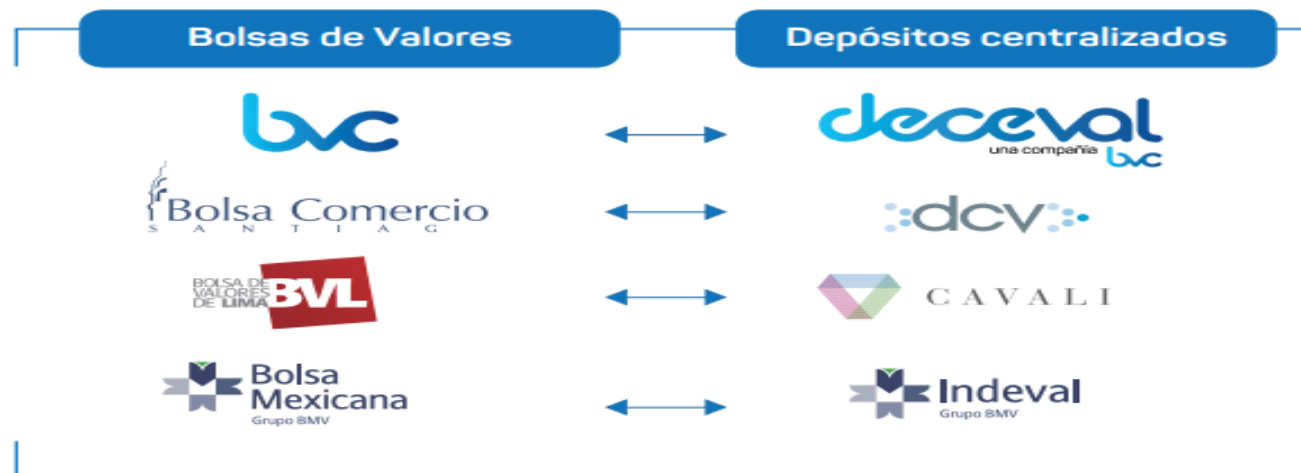 Bolsas de Valores
Depósitos centralizados
bvc
deceval
una compañía bvc
Bolsa Comercio
SANTIAG
dcv
BOLSA DE
VALORES
DE LIMA
BVL
CAVALI
Bolsa
Mexicana
Grupo BMV
Indeval
Grupo BMV